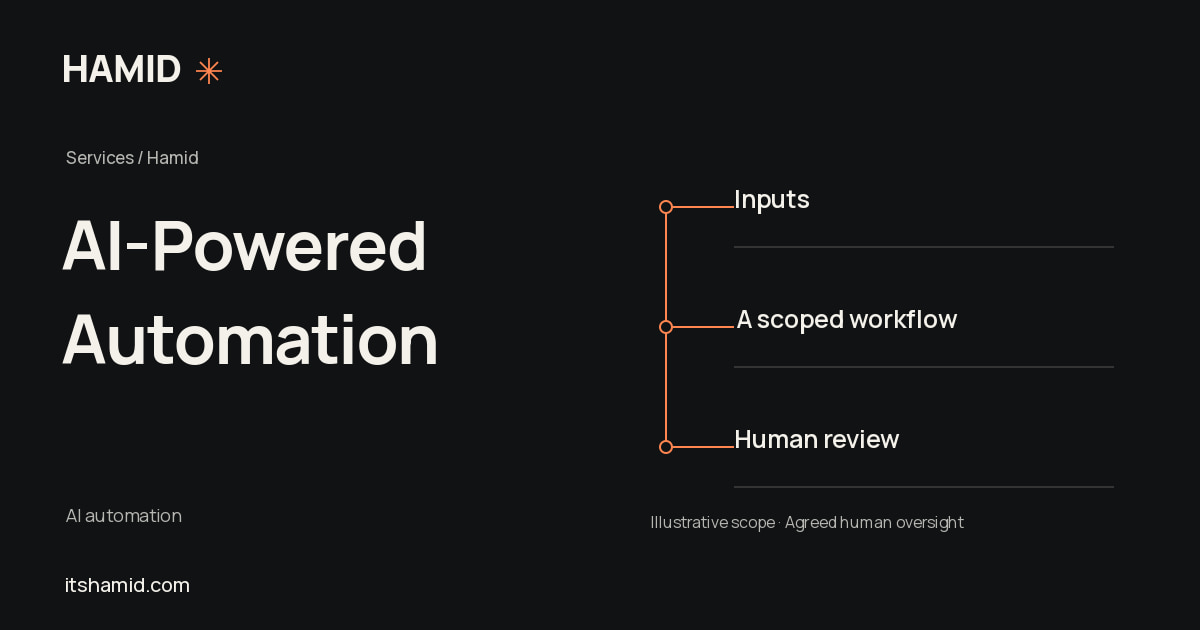 HAMID
Services / Hamid
AI-Powered
Automation
AI automation
itshamid.com
Inputs
A scoped workflow
Human review
Illustrative scope · Agreed human oversight